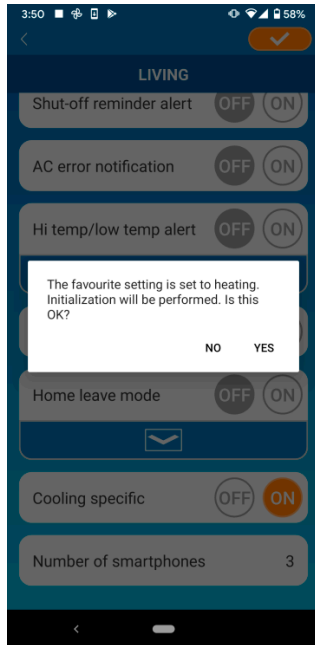 3:50 58%
LIVING
Shut-off reminder alert OFF ON
AC error notification OFF ON
Hi temp/low temp alert OFF ON
The favourite setting is set to heating.
Initialization will be performed. Is this
OK?
NO YES
Home leave mode OFF ON
Cooling specific OFF ON
Number of smartphones 3